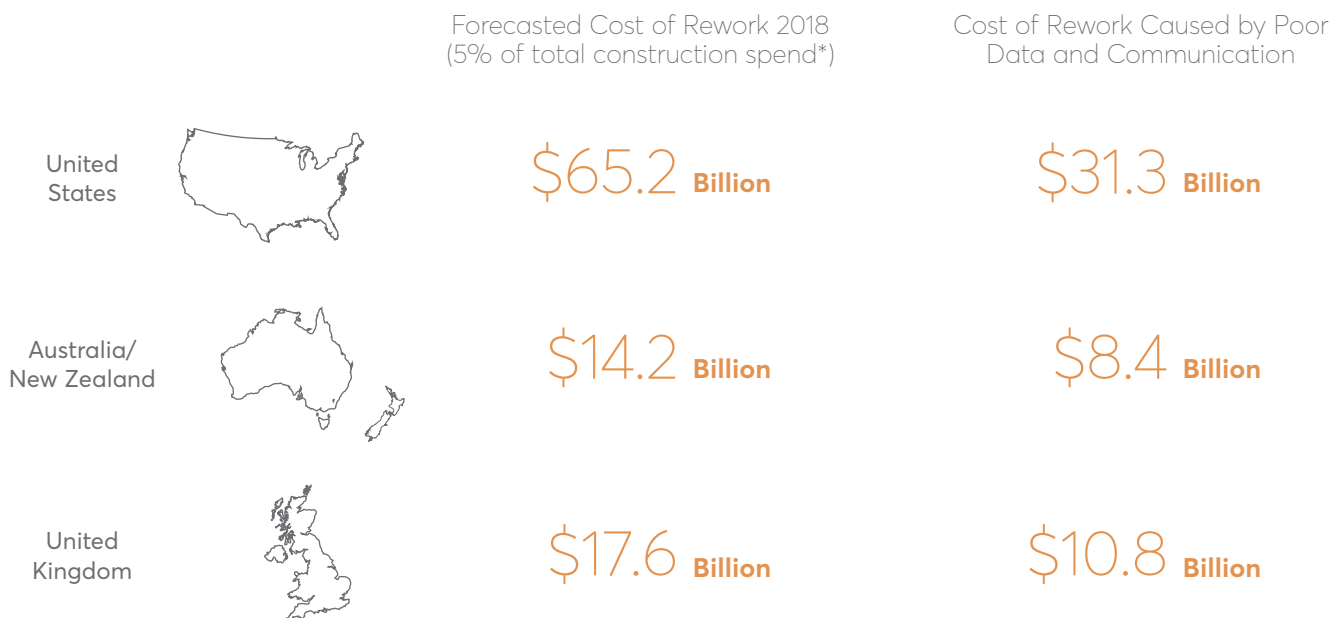 Forecasted Cost of Rework 2018
(5% of total construction spend*)
Cost of Rework Caused by Poor
Data and Communication
United
States
$65.2 Billion
$31.3 Billion
Australia/
New Zealand
$14.2 Billion
$8.4 Billion
United
Kingdom
$17.6 Billion
$10.8 Billion